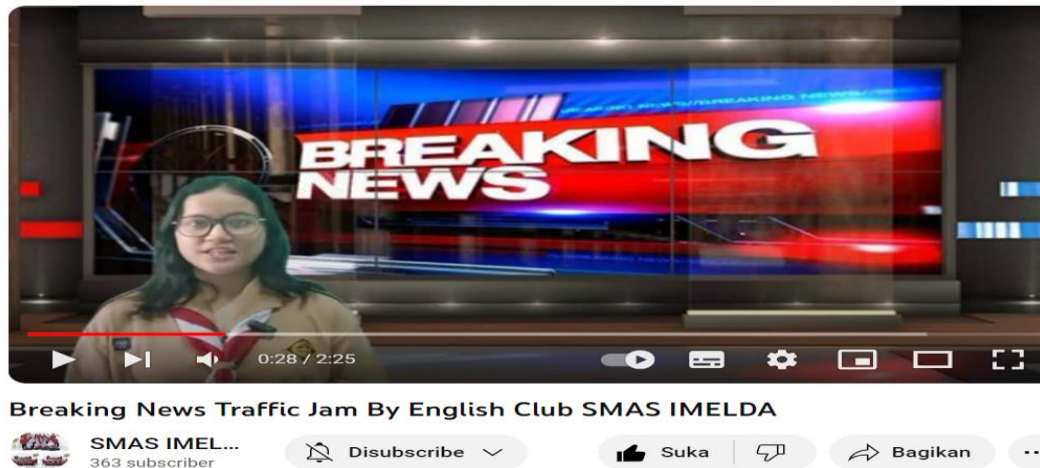 BREAKING
NEWS
0:28 / 2:25
Breaking News Traffic Jam By English Club SMAS IMELDA
SMAS IMEL...
363 subscriber
Disubscribe
Suka
Bagikan